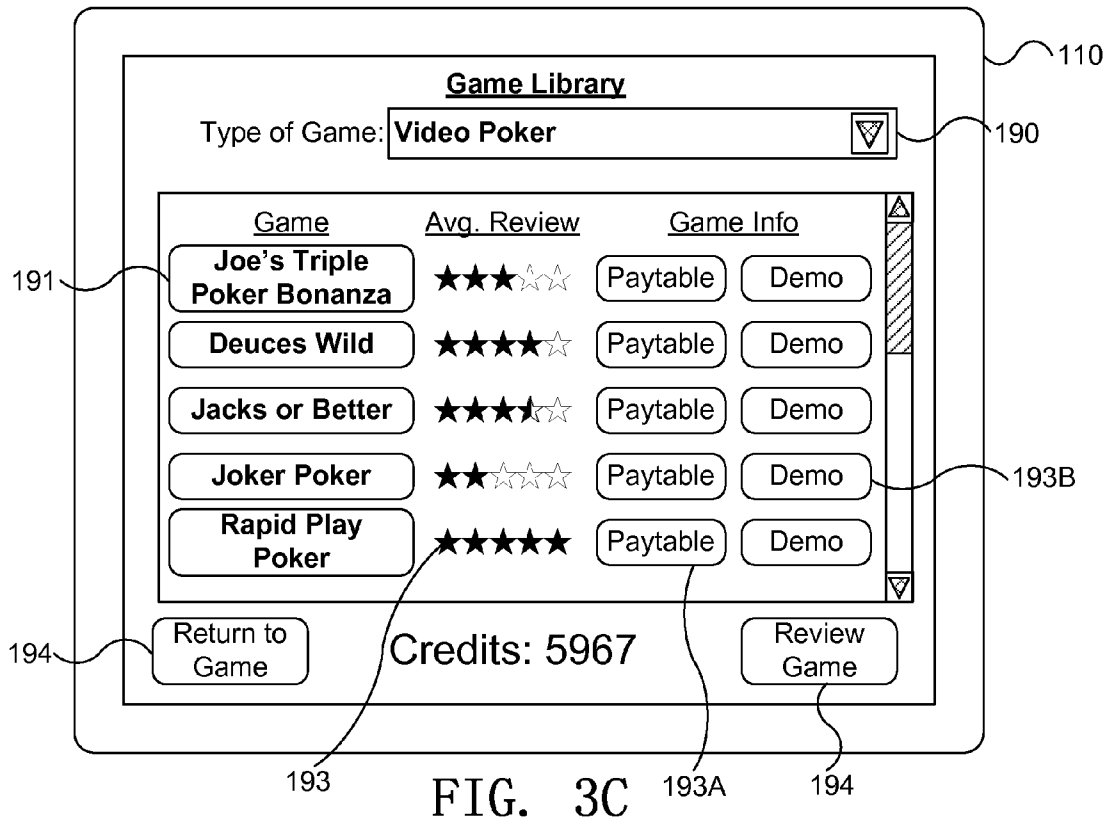 Game Library
110
Type of Game: Video Poker
190
Game Avg. Review Game Info
191
Joe's Triple
Poker Bonanza
Paytable Demo
Deuces Wild Paytable Demo
Jacks or Better Paytable Demo
Joker Poker Paytable Demo
193B
Rapid Play
Poker
Paytable Demo
194
Return to
Game
Credits: 5967
Review
Game
193
193A
194
FIG. 3C